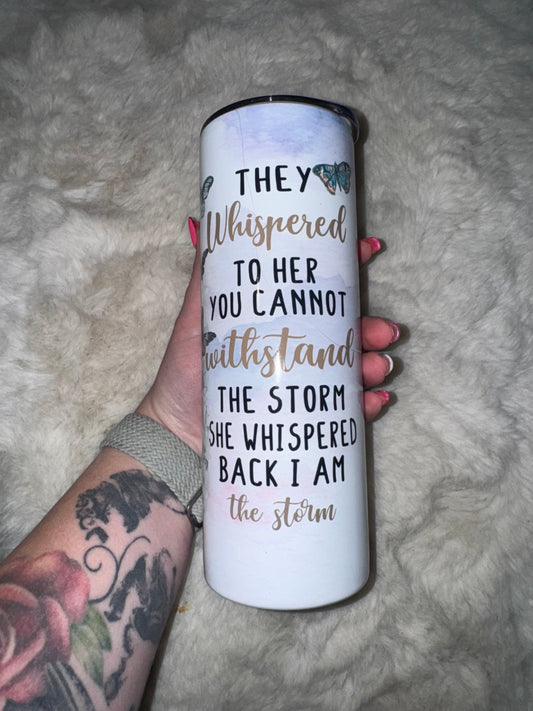 THEY
Whispered
TO HER
YOU CANNOT
withstand
THE STORM
SHE WHISPERED
BACK I AM
the storm